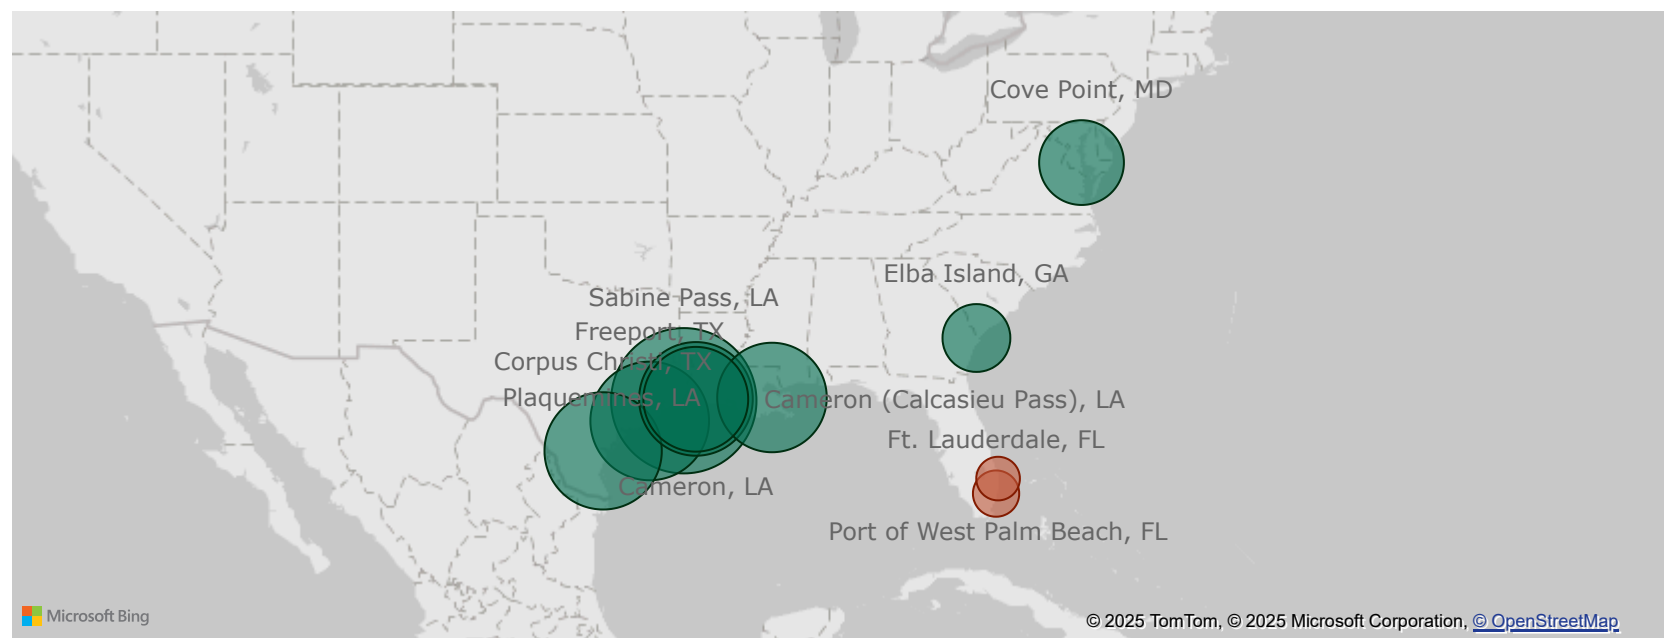 Cove Point, MD
Elba Island, GA
Sabine Pass, LA
Freeport, TX
Corpus Christi, TX
Plaquemines, LA
Cameron (Calcasieu Pass), LA
Ft. Lauderdale, FL
Cameron, LA
Port of West Palm Beach, FL
Microsoft Bing
© 2025 TomTom, © 2025 Microsoft Corporation, © OpenStreetMap